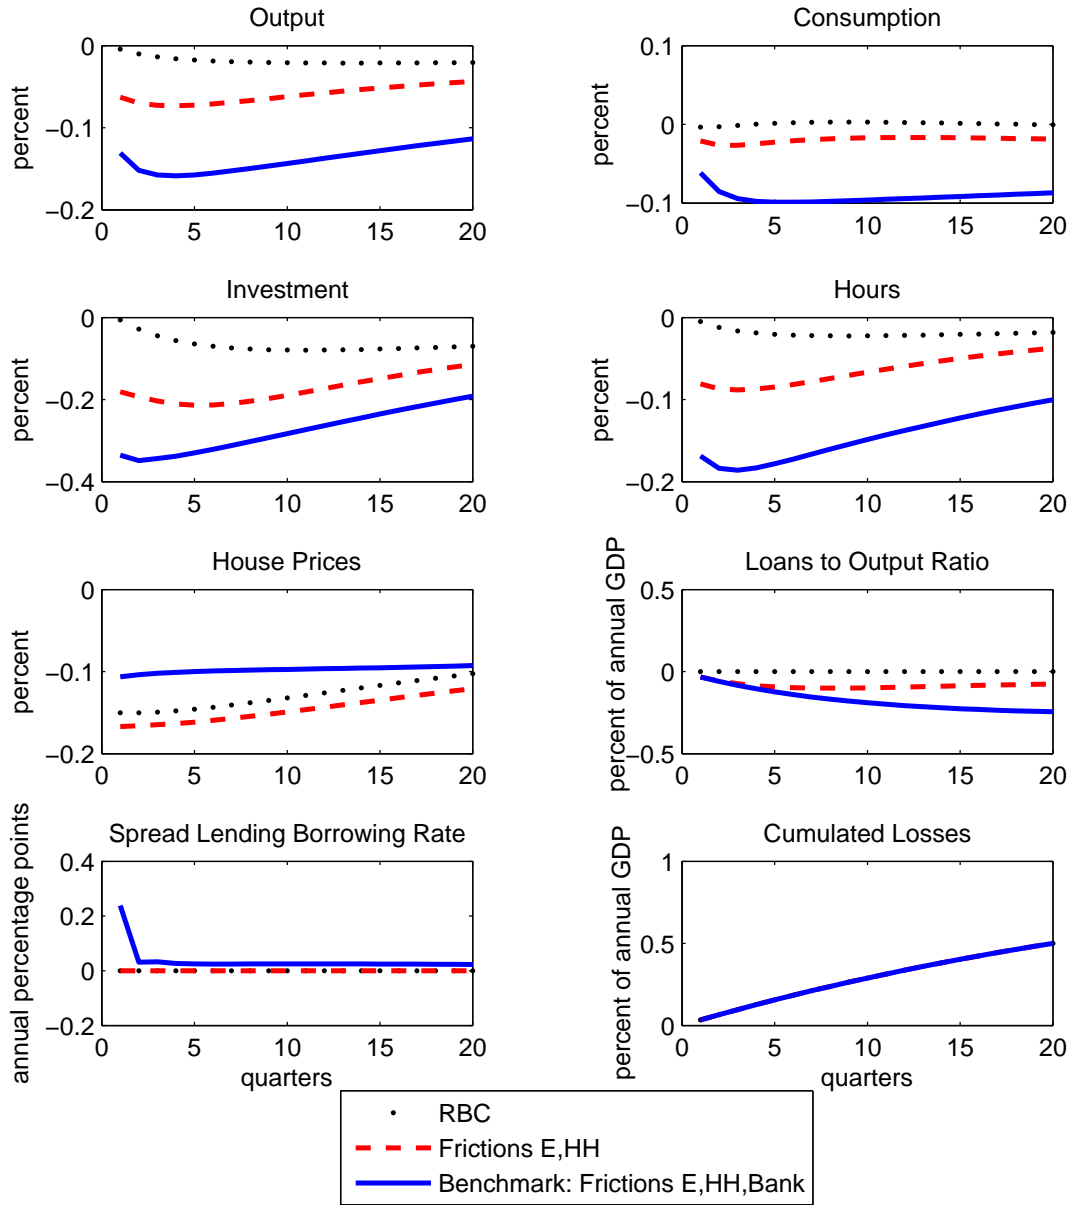 Output
percent
0
−0.1
−0.2
0 5 10 15 20
Consumption
percent
0.1
0
−0.1
0 5 10 15 20
Investment
percent
0
−0.2
−0.4
0 5 10 15 20
Hours
percent
0
−0.1
−0.2
0 5 10 15 20
House Prices
percent
0
−0.1
−0.2
0 5 10 15 20
Loans to Output Ratio
percent of annual GDP
0.5
0
−0.5
0 5 10 15 20
Spread Lending Borrowing Rate
annual percentage points
0.4
0.2
0
−0.2
0 5 10 15 20
quarters
Cumulated Losses
percent of annual GDP
1
0.5
0
0 5 10 15 20
quarters
RBC
Frictions E,HH
Benchmark: Frictions E,HH,Bank